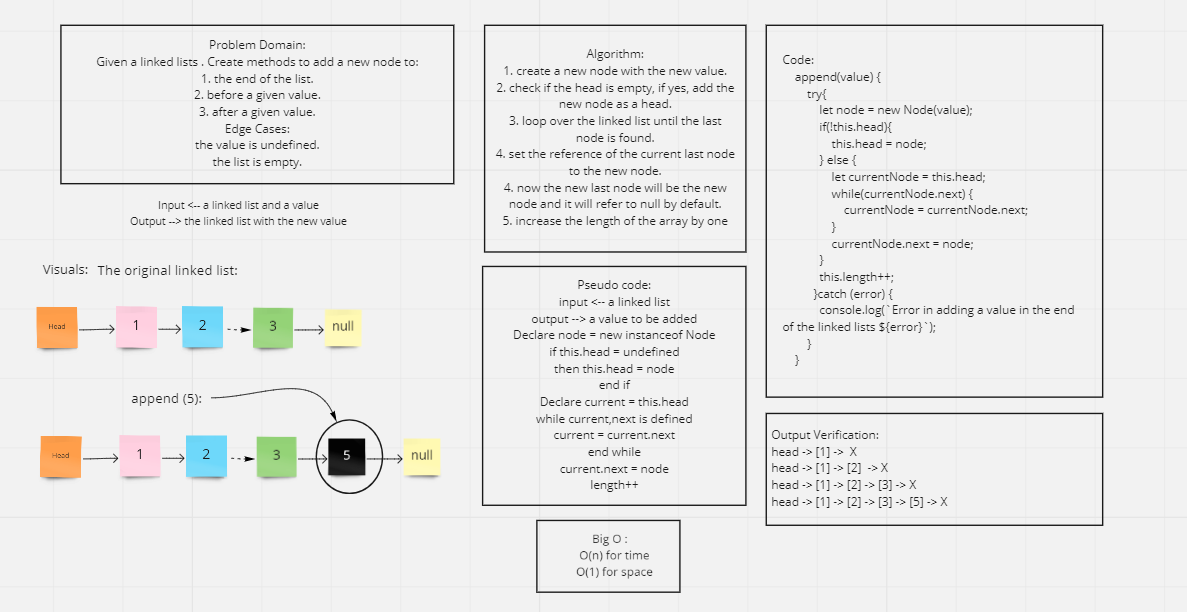 Problem Domain:
Given a linked lists . Create methods to add a new node to:
1. the end of the list.
2. before a given value.
3. after a given value.
Edge Cases:
the value is undefined.
the list is empty.
Input <-- a linked list and a value
Output --> the linked list with the new value
Visuals: The original linked list:
Head 1 2 3 null
append (5):
Head 1 2 3 5 null
Algorithm:
1. create a new node with the new value.
2. check if the head is empty, if yes, add the
new node as a head.
3. loop over the linked list until the last
node is found.
4. set the reference of the current last node
to the new node.
4. now the new last node will be the new
node and it will refer to null by default.
5. increase the length of the array by one
Pseudo code:
input <-- a linked list
output --> a value to be added
Declare node = new instanceof Node
if this.head = undefined
then this.head = node
end if
Declare current = this.head
while current,next is defined
current = current.next
end while
current.next = node
length++
Big O :
O(n) for time
O(1) for space
Code:
append(value) {
try{
let node = new Node(value);
if(!this.head){
this.head = node;
} else {
let currentNode = this.head;
while(currentNode.next) {
currentNode = currentNode.next;
}
currentNode.next = node;
}
this.length++;
}catch (error) {
console.log(`Error in adding a value in the end
of the linked lists ${error}`);
}
}
Output Verification:
head -> [1] -> X
head -> [1] -> [2] -> X
head -> [1] -> [2] -> [3] -> X
head -> [1] -> [2] -> [3] -> [5] -> X